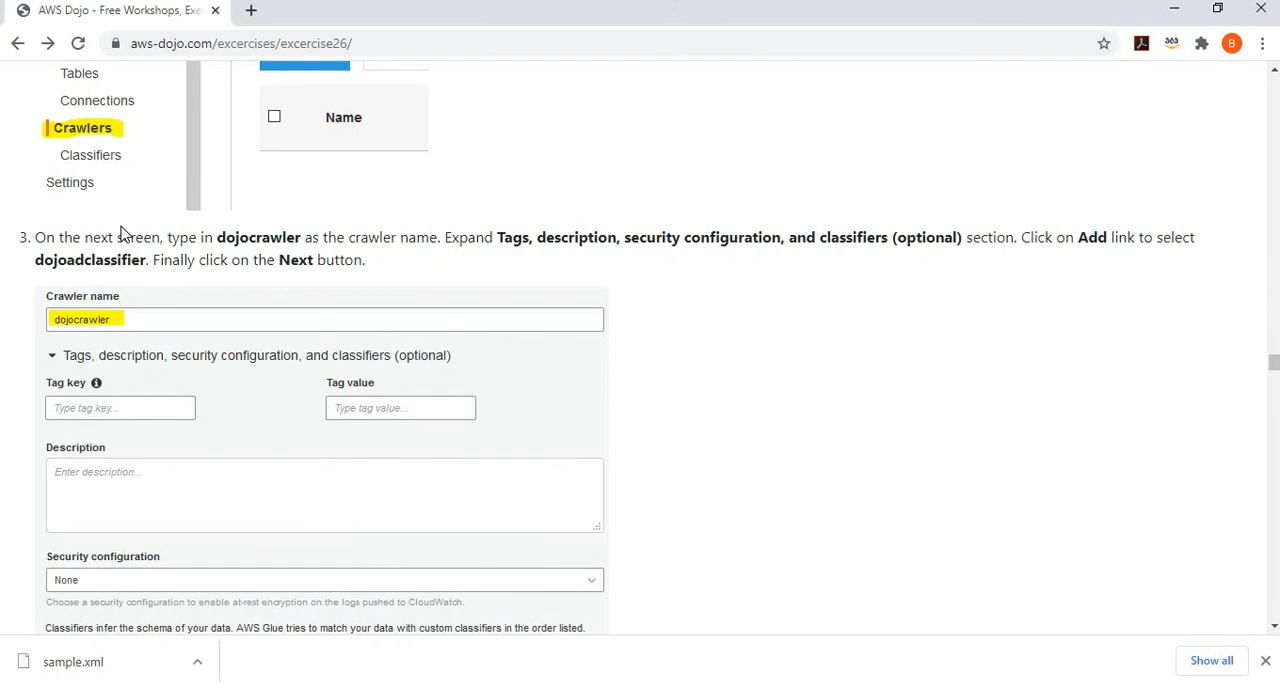 AWS Dojo - Free Workshops, Exe
aws-dojo.com/excercises/excercise26/
B
Tables
Connections
Crawlers
Classifiers
Settings
Name
3. On the next screen, type in dojocrawler as the crawler name. Expand Tags, description, security configuration, and classifiers (optional) section. Click on Add link to select
dojoadclassifier. Finally click on the Next button.
Crawler name
dojocrawler
Tags, description, security configuration, and classifiers (optional)
Tag key Tag value
Type tag key... Type tag value...
Description
Enter description...
Security configuration
None
Choose a security configuration to enable at-rest encryption on the logs pushed to CloudWatch.
Classifiers infer the schema of your data. AWS Glue tries to match your data with custom classifiers in the order listed.
sample.xml
Show all